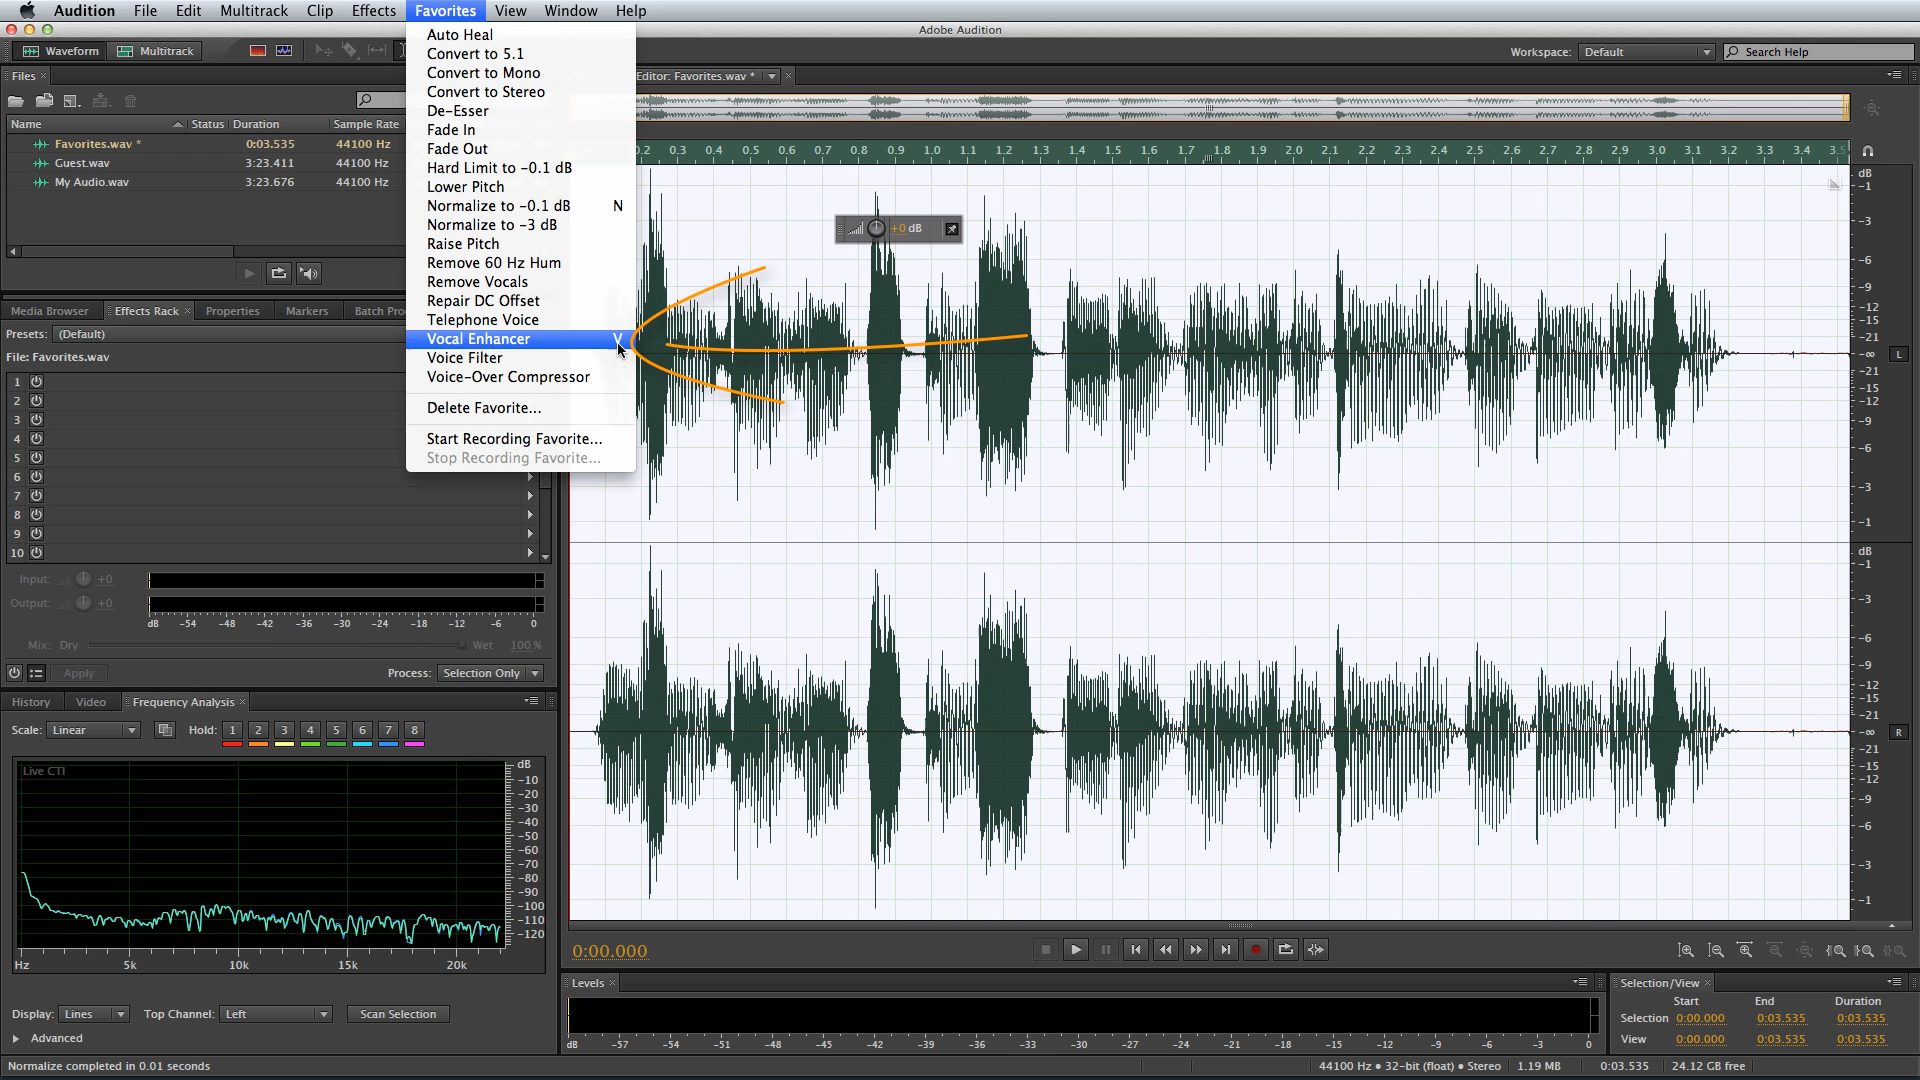 Audition File Edit Multitrack Clip Effects Favorites View Window Help
Adobe Audition
Waveform Multitrack
Workspace: Default Search Help
Files
Editor: Favorites.wav *
Name Status Duration Sample Rate
Favorites.wav * 0:03.535 44100 Hz
Guest.wav 3:23.411 44100 Hz
My Audio.wav 3:23.676 44100 Hz
Auto Heal
Convert to 5.1
Convert to Mono
Convert to Stereo
De-Esser
Fade In
Fade Out
Hard Limit to -0.1 dB
Lower Pitch
Normalize to -0.1 dB N
Normalize to -3 dB
Raise Pitch
Remove 60 Hz Hum
Remove Vocals
Repair DC Offset
Telephone Voice
Vocal Enhancer V
Voice Filter
Voice-Over Compressor
Delete Favorite...
Start Recording Favorite...
Stop Recording Favorite...
0.2 0.3 0.4 0.5 0.6 0.7 0.8 0.9 1.0 1.1 1.2 1.3 1.4 1.5 1.6 1.7 1.8 1.9 2.0 2.1 2.2 2.3 2.4 2.5 2.6 2.7 2.8 2.9 3.0 3.1 3.2 3.3 3.4 3.5
+0 dB
dB
-1
-3
-6
-9
-12
-15
-21
-∞ L
-21
-15
-12
-9
-6
-3
-1
dB
-1
-3
-6
-9
-12
-15
-21
-∞ R
-21
-15
-12
-9
-6
-3
-1
Media Browser Effects Rack Properties Markers Batch Pro
Presets: (Default)
File: Favorites.wav
1
2
3
4
5
6
7
8
9
10
Input: +0
Output: +0
dB -54 -48 -42 -36 -30 -24 -18 -12 -6 0
Mix: Dry Wet 100 %
Apply Process: Selection Only
History Video Frequency Analysis
Scale: Linear Hold: 1 2 3 4 5 6 7 8
Live CTI
dB
-10
-20
-30
-40
-50
-60
-70
-80
-90
-100
-110
-120
Hz 5k 10k 15k 20k
Display: Lines Top Channel: Left Scan Selection
Advanced
0:00.000
Levels
dB -57 -54 -51 -48 -45 -42 -39 -36 -33 -30 -27 -24 -21 -18 -15 -12 -9 -6 -3 0
Selection/View
Start End Duration
Selection 0:00.000 0:03.535 0:03.535
View 0:00.000 0:03.535 0:03.535
Normalize completed in 0.01 seconds
44100 Hz • 32-bit (float) • Stereo 1.19 MB 0:03.535 24.12 GB free